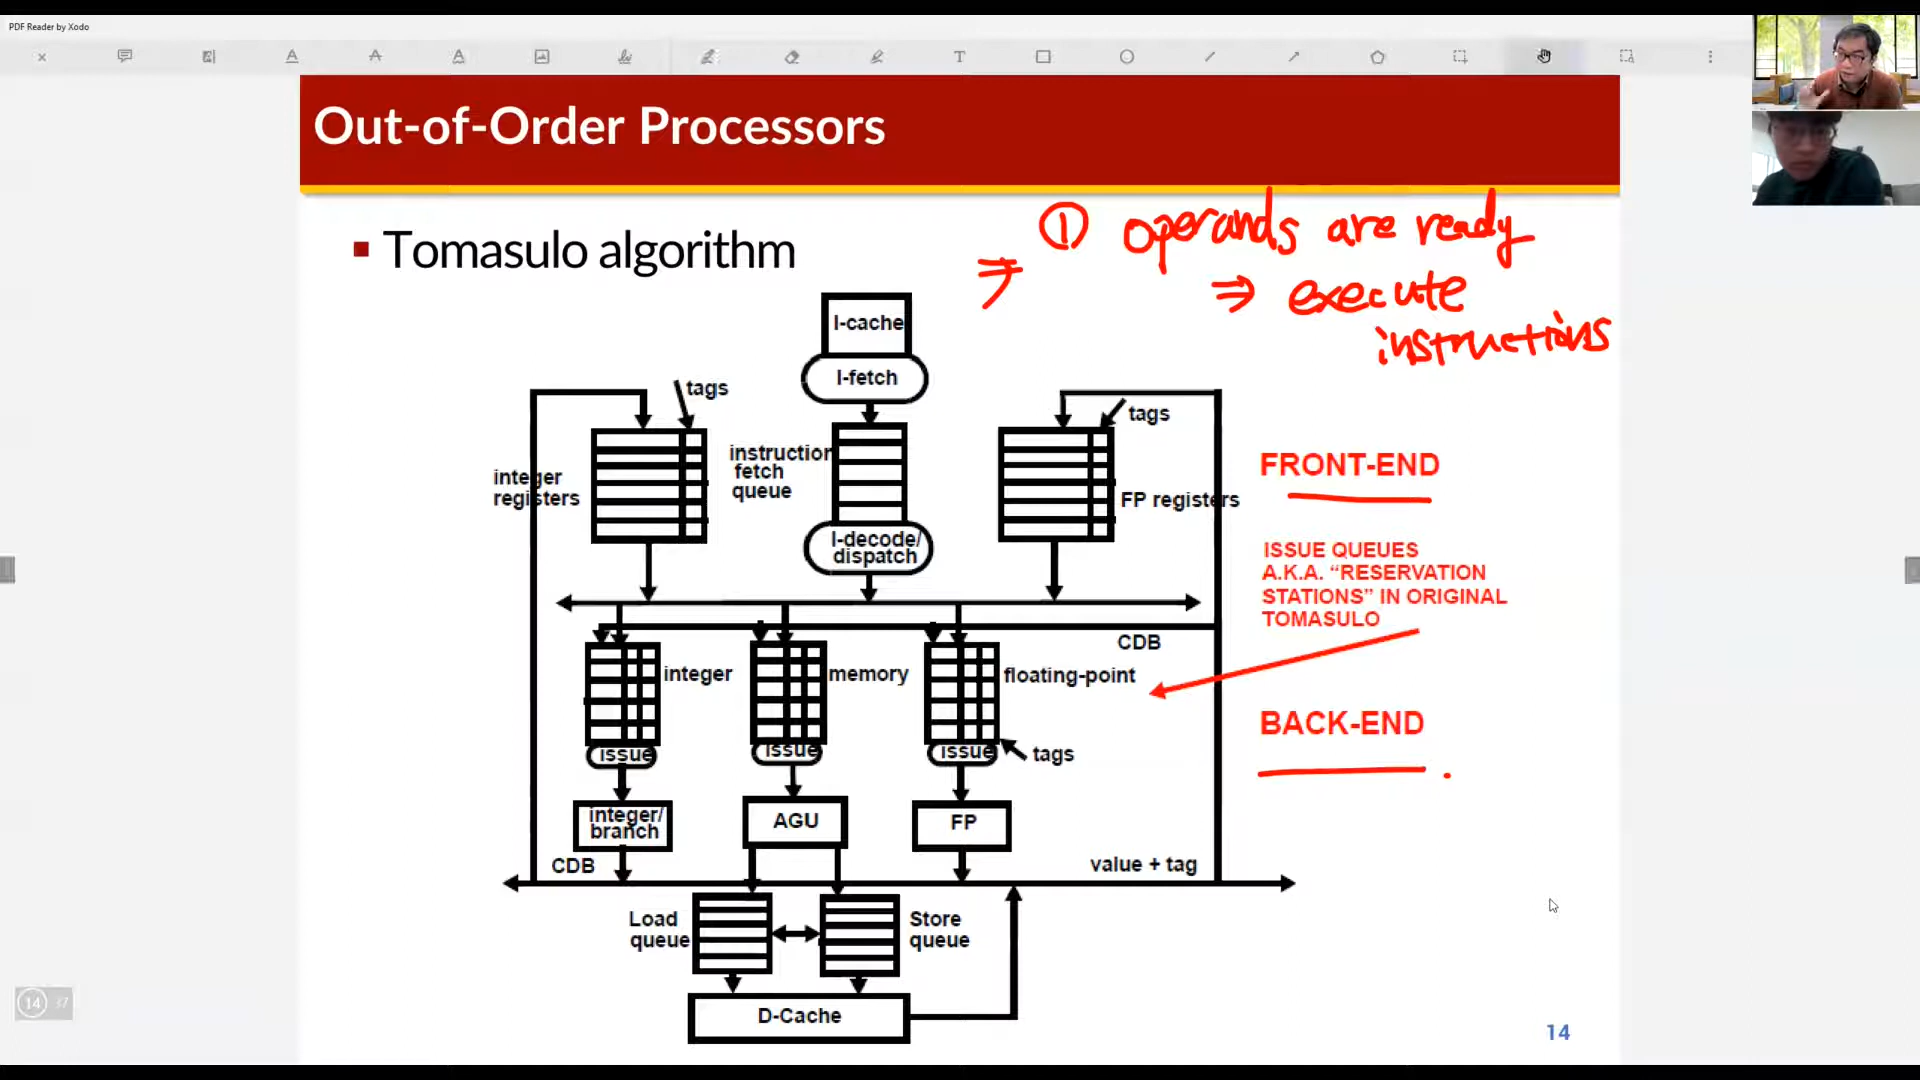 PDF Reader by Xodo
Out-of-Order Processors
Tomasulo algorithm
① operands are ready
⇒ execute
instructions
I-cache
I-fetch
tags
tags
instruction
fetch
queue
integer
registers
FP registers
I-decode/
dispatch
FRONT-END
ISSUE QUEUES
A.K.A. “RESERVATION
STATIONS” IN ORIGINAL
TOMASULO
CDB
integer
memory
floating-point
BACK-END
issue
issue
issue
tags
integer/
branch
AGU
FP
CDB
value + tag
Load
queue
Store
queue
D-Cache
14
14 37